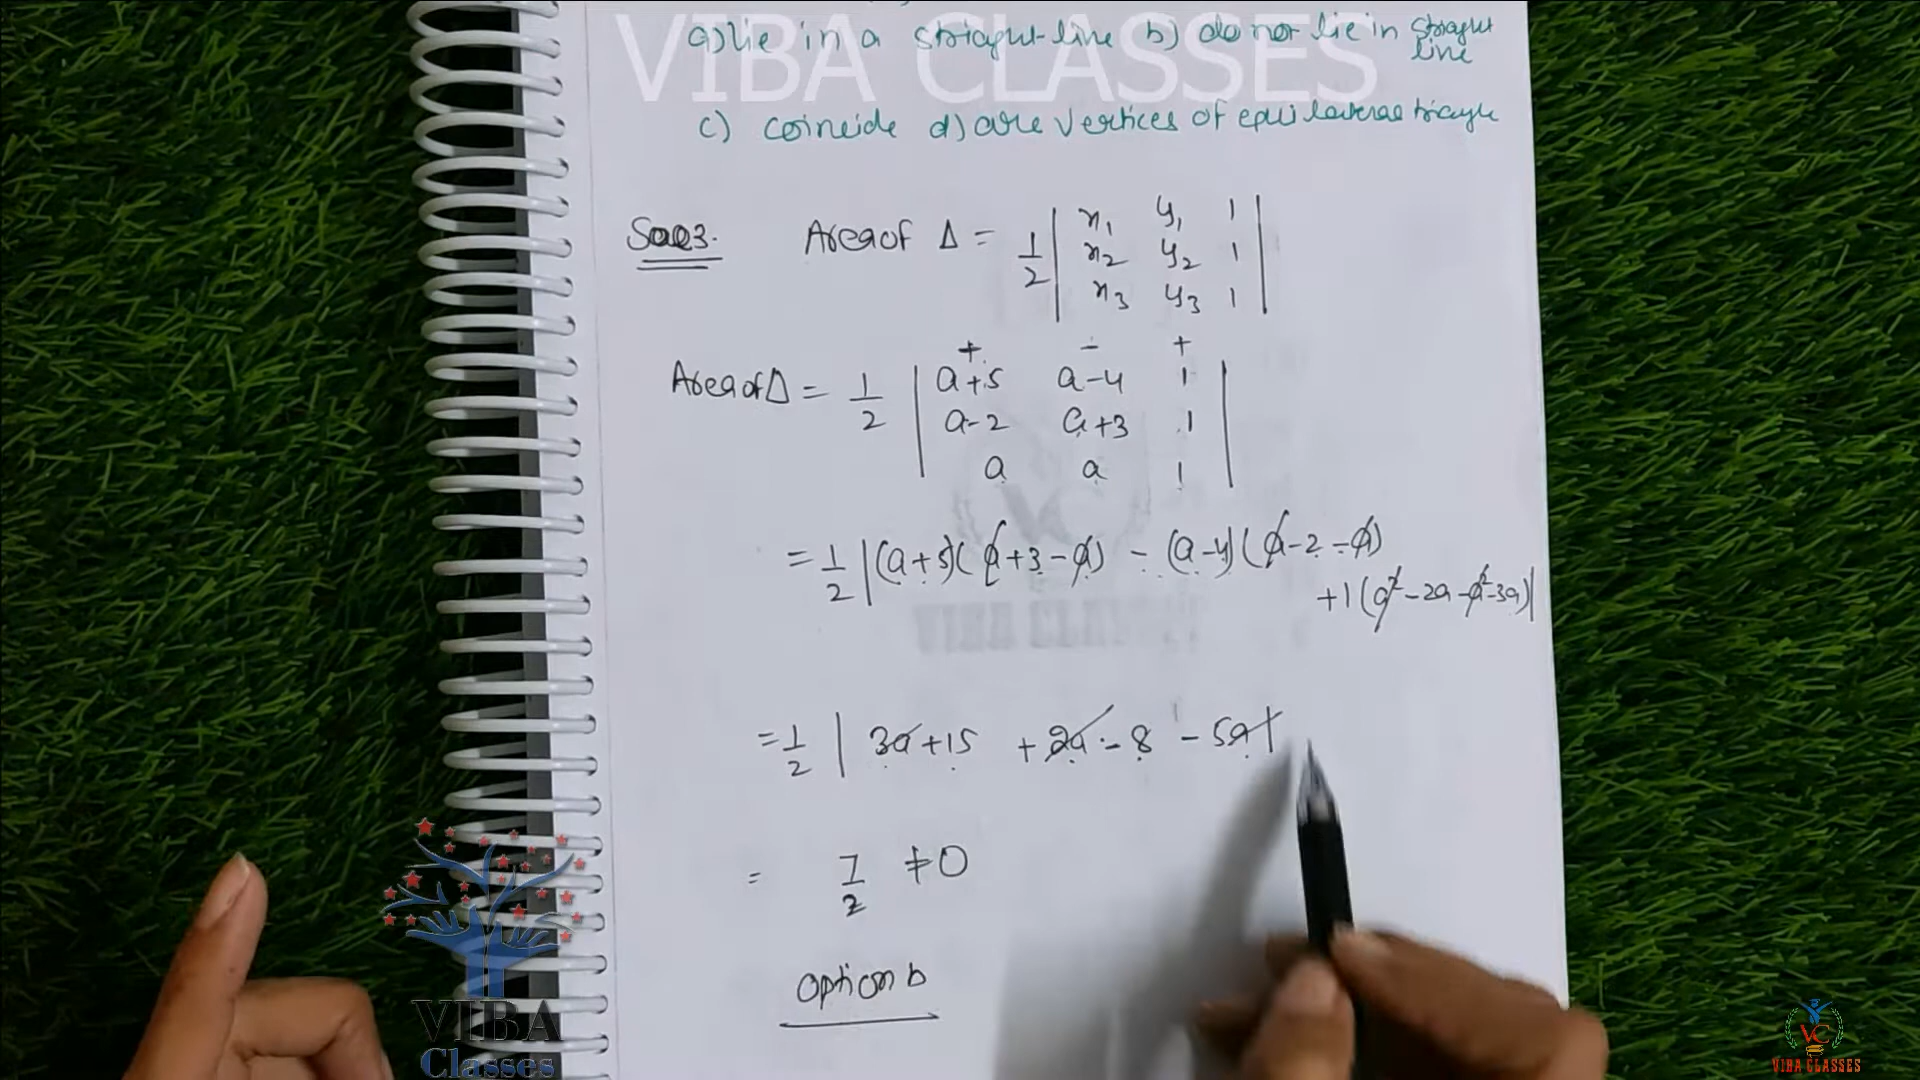 a) lie in a straight-line b) do not lie in straight line
VIBA CLASSES
c) coincide d) are vertices of equilateral triangle
Area of Δ = 1/2 | x₁ y₁ 1 |
| x₂ y₂ 1 |
| x₃ y₃ 1 |
+ - +
Area of Δ = 1/2 | a+5 a-4 1 |
| a-2 a+3 1 |
| a a 1 |
= 1/2 | (a+5)(a+3-a) - (a-4)(a-2-a)
+1(a²-2a-a²-3a) |
= 1/2 | 3a+15 +2a-8 -5a |
= 7/2 ≠0
option b
VIBA
Classes
VC
VIBA CLASSES